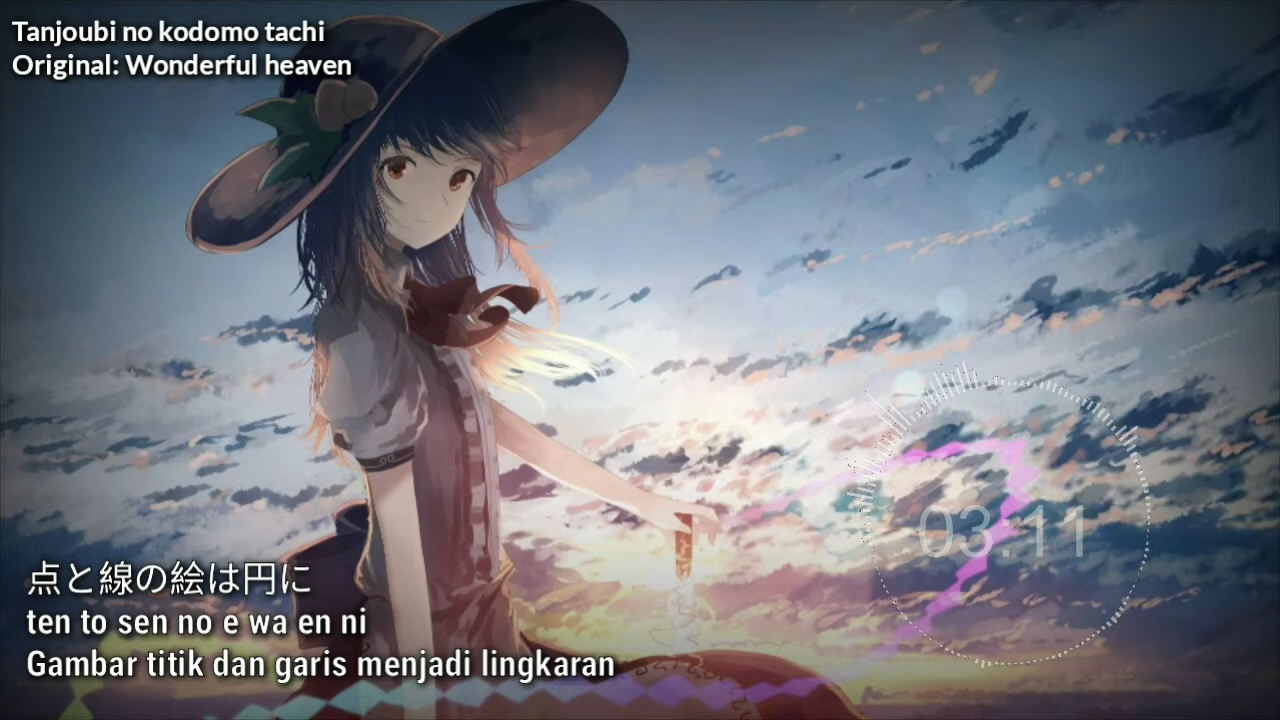 Tanjoubi no kodomo tachi
Original: Wonderful heaven
03:11
点と線の絵は円に
ten to sen no e wa en ni
Gambar titik dan garis menjadi lingkaran